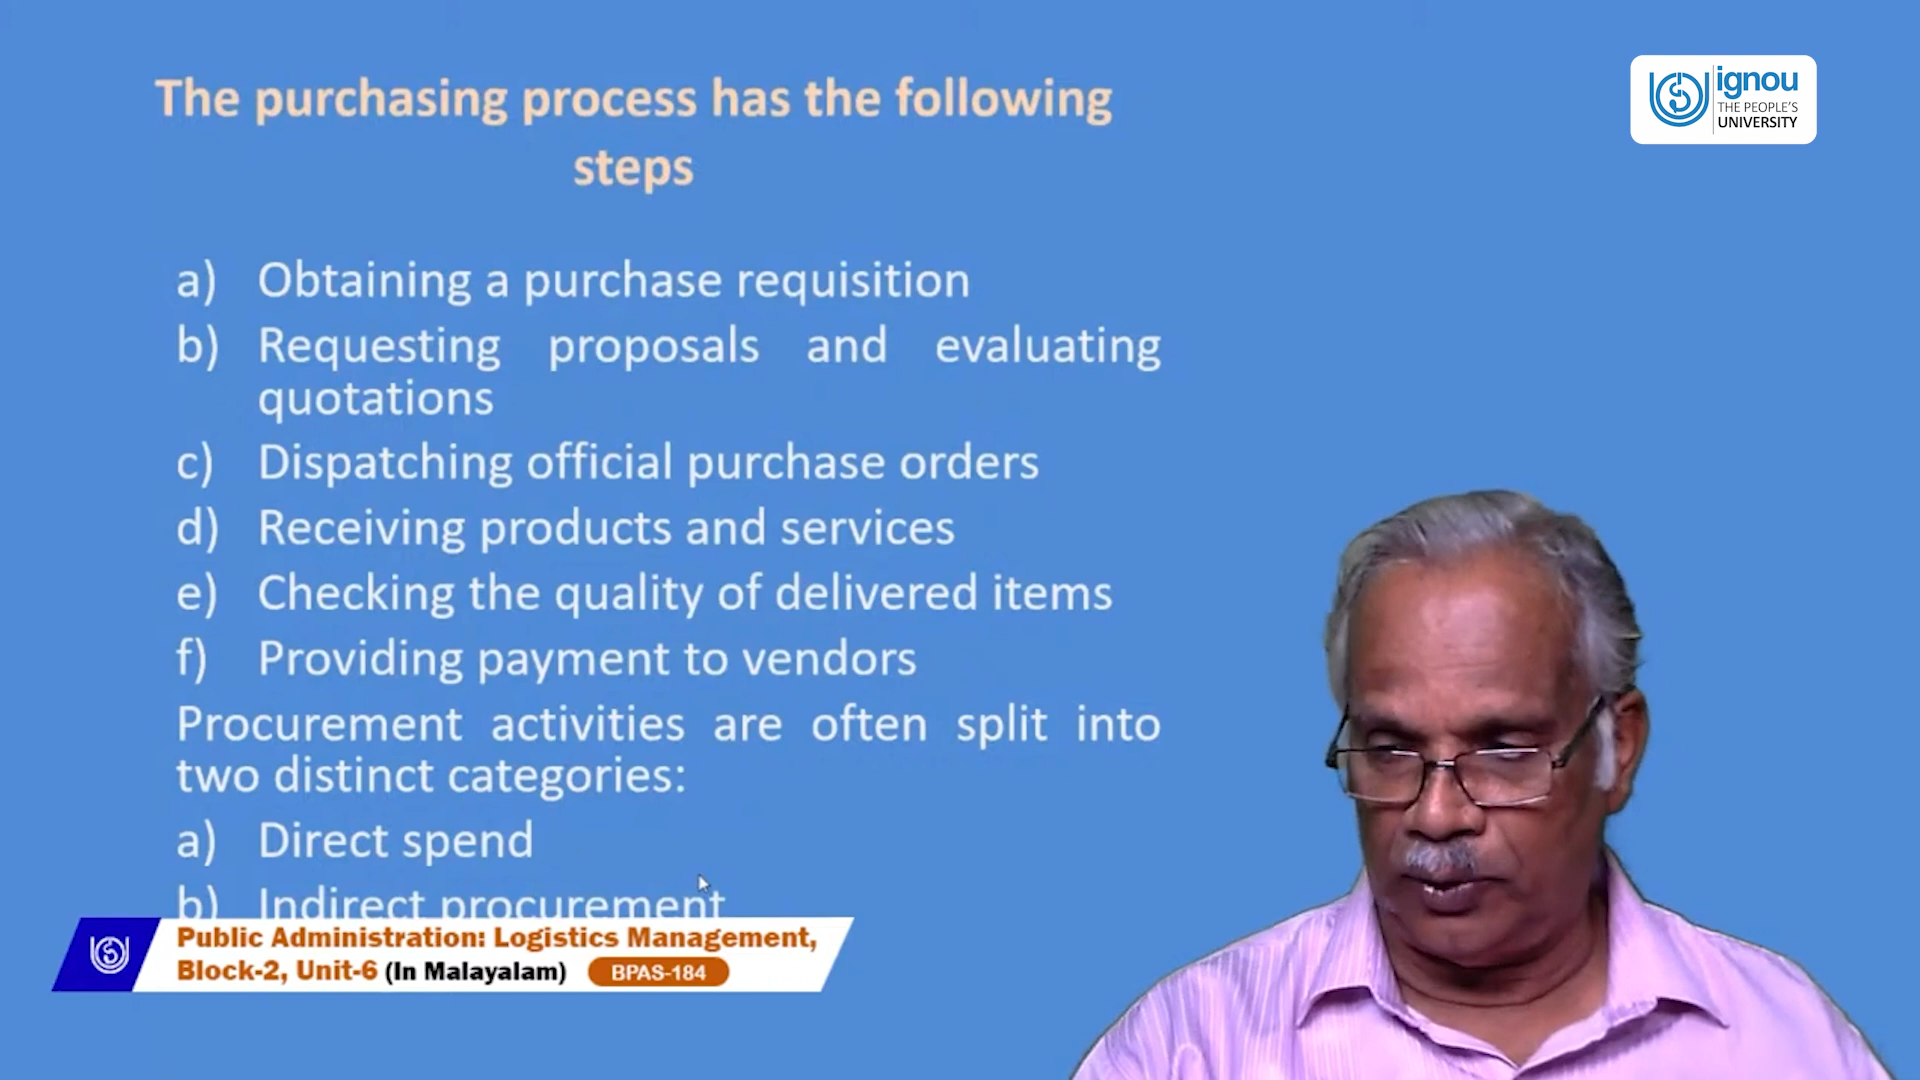 The purchasing process has the following
steps
ignou
THE PEOPLE'S
UNIVERSITY
a) Obtaining a purchase requisition
b) Requesting proposals and evaluating
quotations
c) Dispatching official purchase orders
d) Receiving products and services
e) Checking the quality of delivered items
f) Providing payment to vendors
Procurement activities are often split into
two distinct categories:
a) Direct spend
b) Indirect procurement
Public Administration: Logistics Management,
Block-2, Unit-6 (In Malayalam) BPAS-184